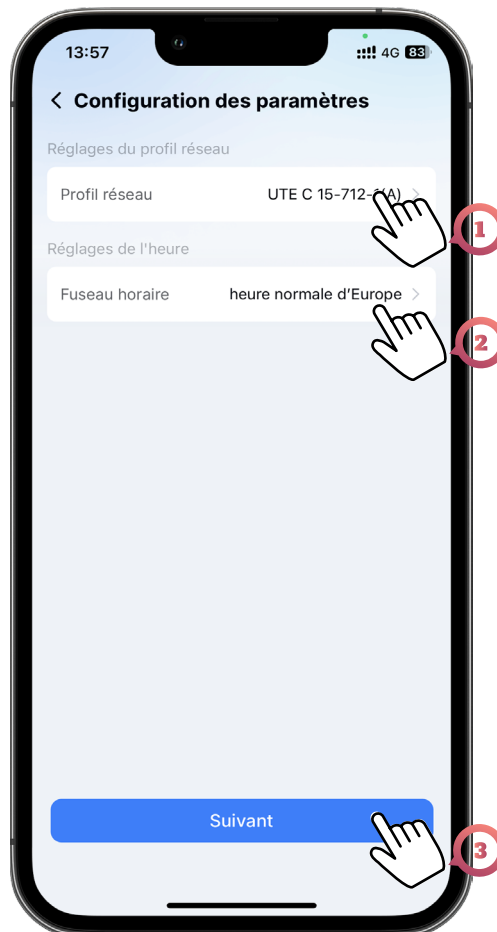 13:57 4G 83
Configuration des paramètres
Réglages du profil réseau
Profil réseau UTE C 15-712-1(A)
1
Réglages de l'heure
Fuseau horaire heure normale d’Europe
2
Suivant
3